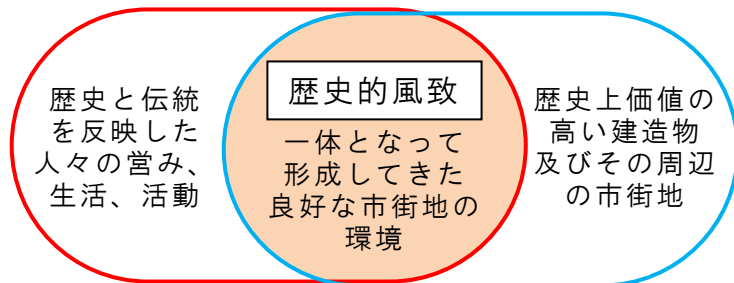 歴史と伝統
を反映した
人々の営み、
生活、活動
歴史的風致
一体となって
形成してきた
良好な市街地の
環境
歴史上価値の
高い建造物
及びその周辺
の市街地